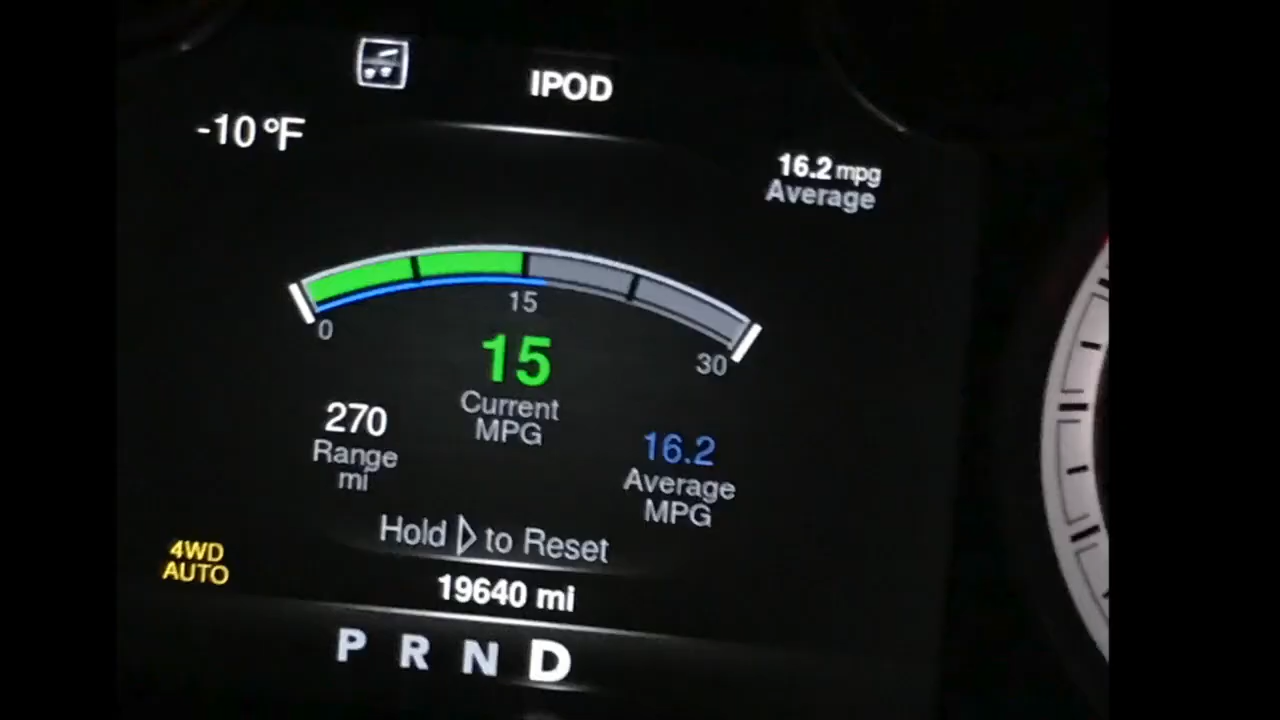 IPOD
-10°F
16.2 mpg
Average
15
0
30
15
Current
MPG
270
Range
mi
16.2
Average
MPG
Hold ▷ to Reset
4WD
AUTO
19640 mi
P R N D